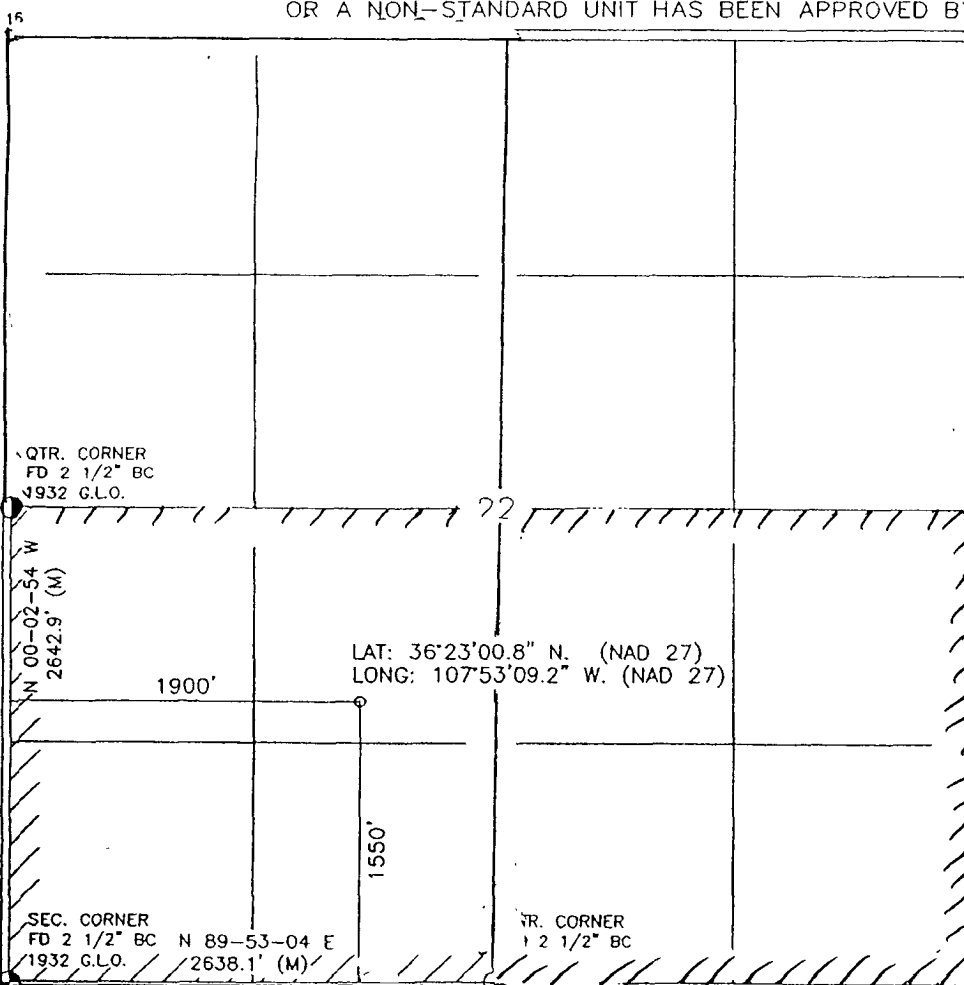 OR A NON-STANDARD UNIT HAS BEEN APPROVED BY
16
QTR. CORNER
FD 2 1/2" BC
1932 G.L.O.
22
N 00-02-54 W
2642.9' (M)
LAT: 36°23'00.8" N. (NAD 27)
LONG: 107°53'09.2" W. (NAD 27)
1900'
1550'
SEC. CORNER
FD 2 1/2" BC
1932 G.L.O.
N 89-53-04 E
2638.1' (M)
TR. CORNER
2 1/2" BC